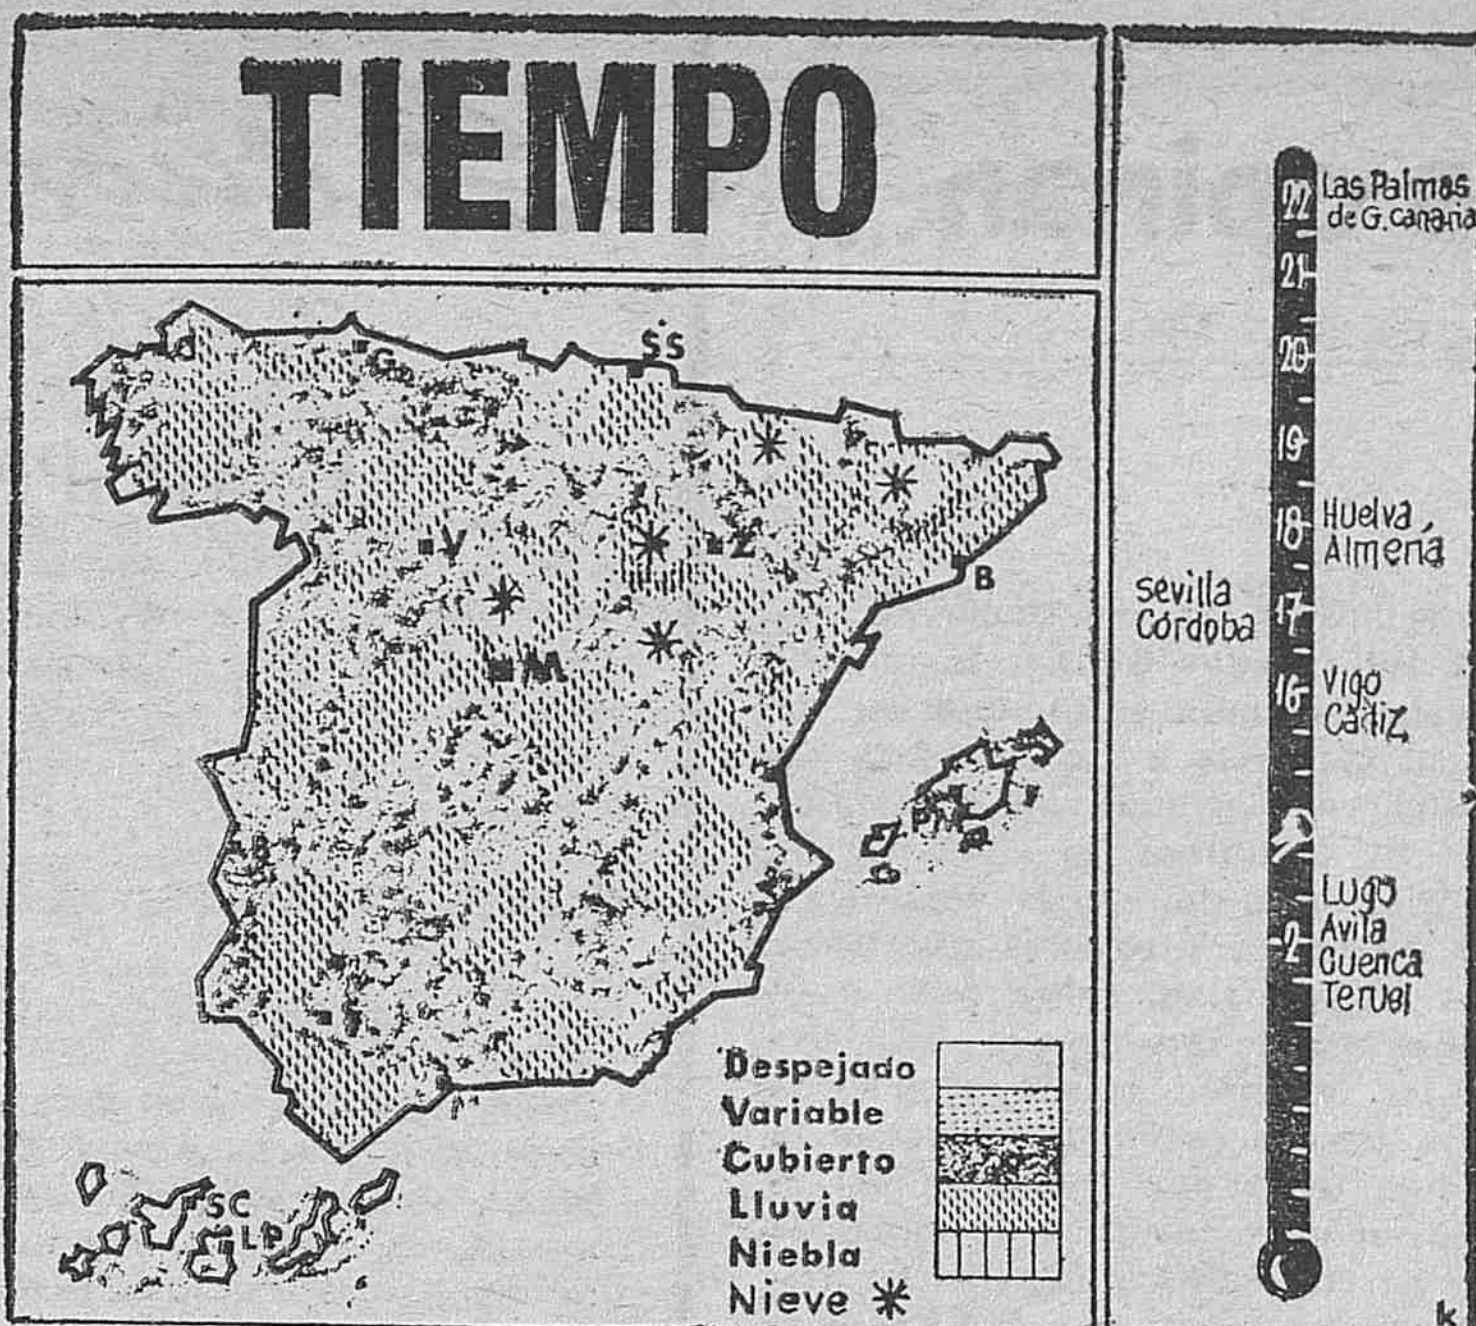 TIEMPO
SS
G
V
Z
B
M
PM
SC
LP
Despejado
Variable
Cubierto
Lluvia
Niebla
Nieve
22
Las Palmas
de G. Canaria
21
20
19
18
Huelva
Almería
Sevilla
Córdoba
17
16
Vigo
Cádiz
-2
Lugo
Avila
Cuenca
Teruel
k